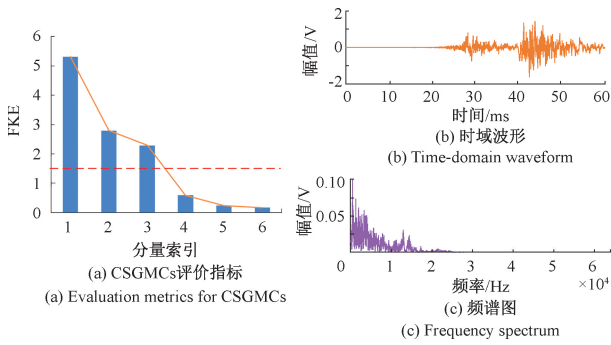 FKE
6
5
4
3
2
1
0
1 2 3 4 5 6
分量索引
(a) CSGMCs评价指标
(a) Evaluation metrics for CSGMCs
幅值/V
2
0
-2
0 10 20 30 40 50 60
时间/ms
(b) 时域波形
(b) Time-domain waveform
幅值/V
0.10
0.05
0 1 2 3 4 5 6
×10⁴
频率/Hz
(c) 频谱图
(c) Frequency spectrum